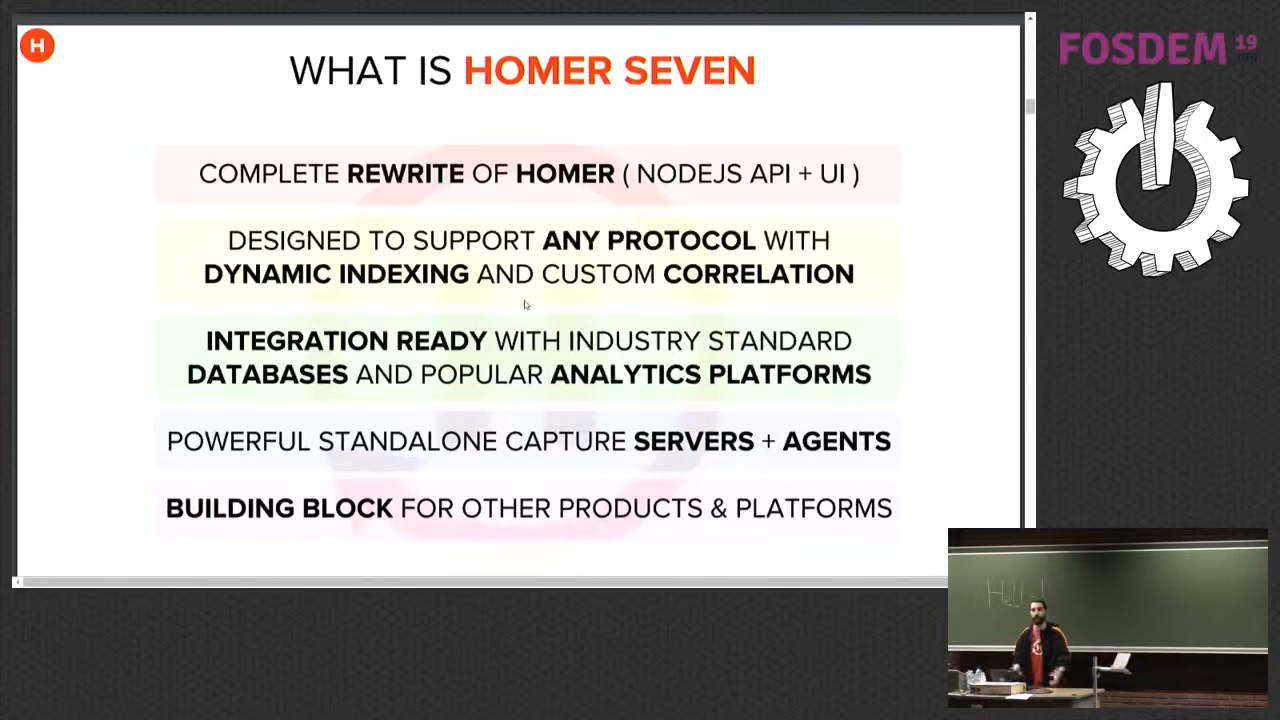 H
WHAT IS HOMER SEVEN
COMPLETE REWRITE OF HOMER ( NODEJS API + UI )
DESIGNED TO SUPPORT ANY PROTOCOL WITH
DYNAMIC INDEXING AND CUSTOM CORRELATION
INTEGRATION READY WITH INDUSTRY STANDARD
DATABASES AND POPULAR ANALYTICS PLATFORMS
POWERFUL STANDALONE CAPTURE SERVERS + AGENTS
BUILDING BLOCK FOR OTHER PRODUCTS & PLATFORMS
FOSDEM 19
.org